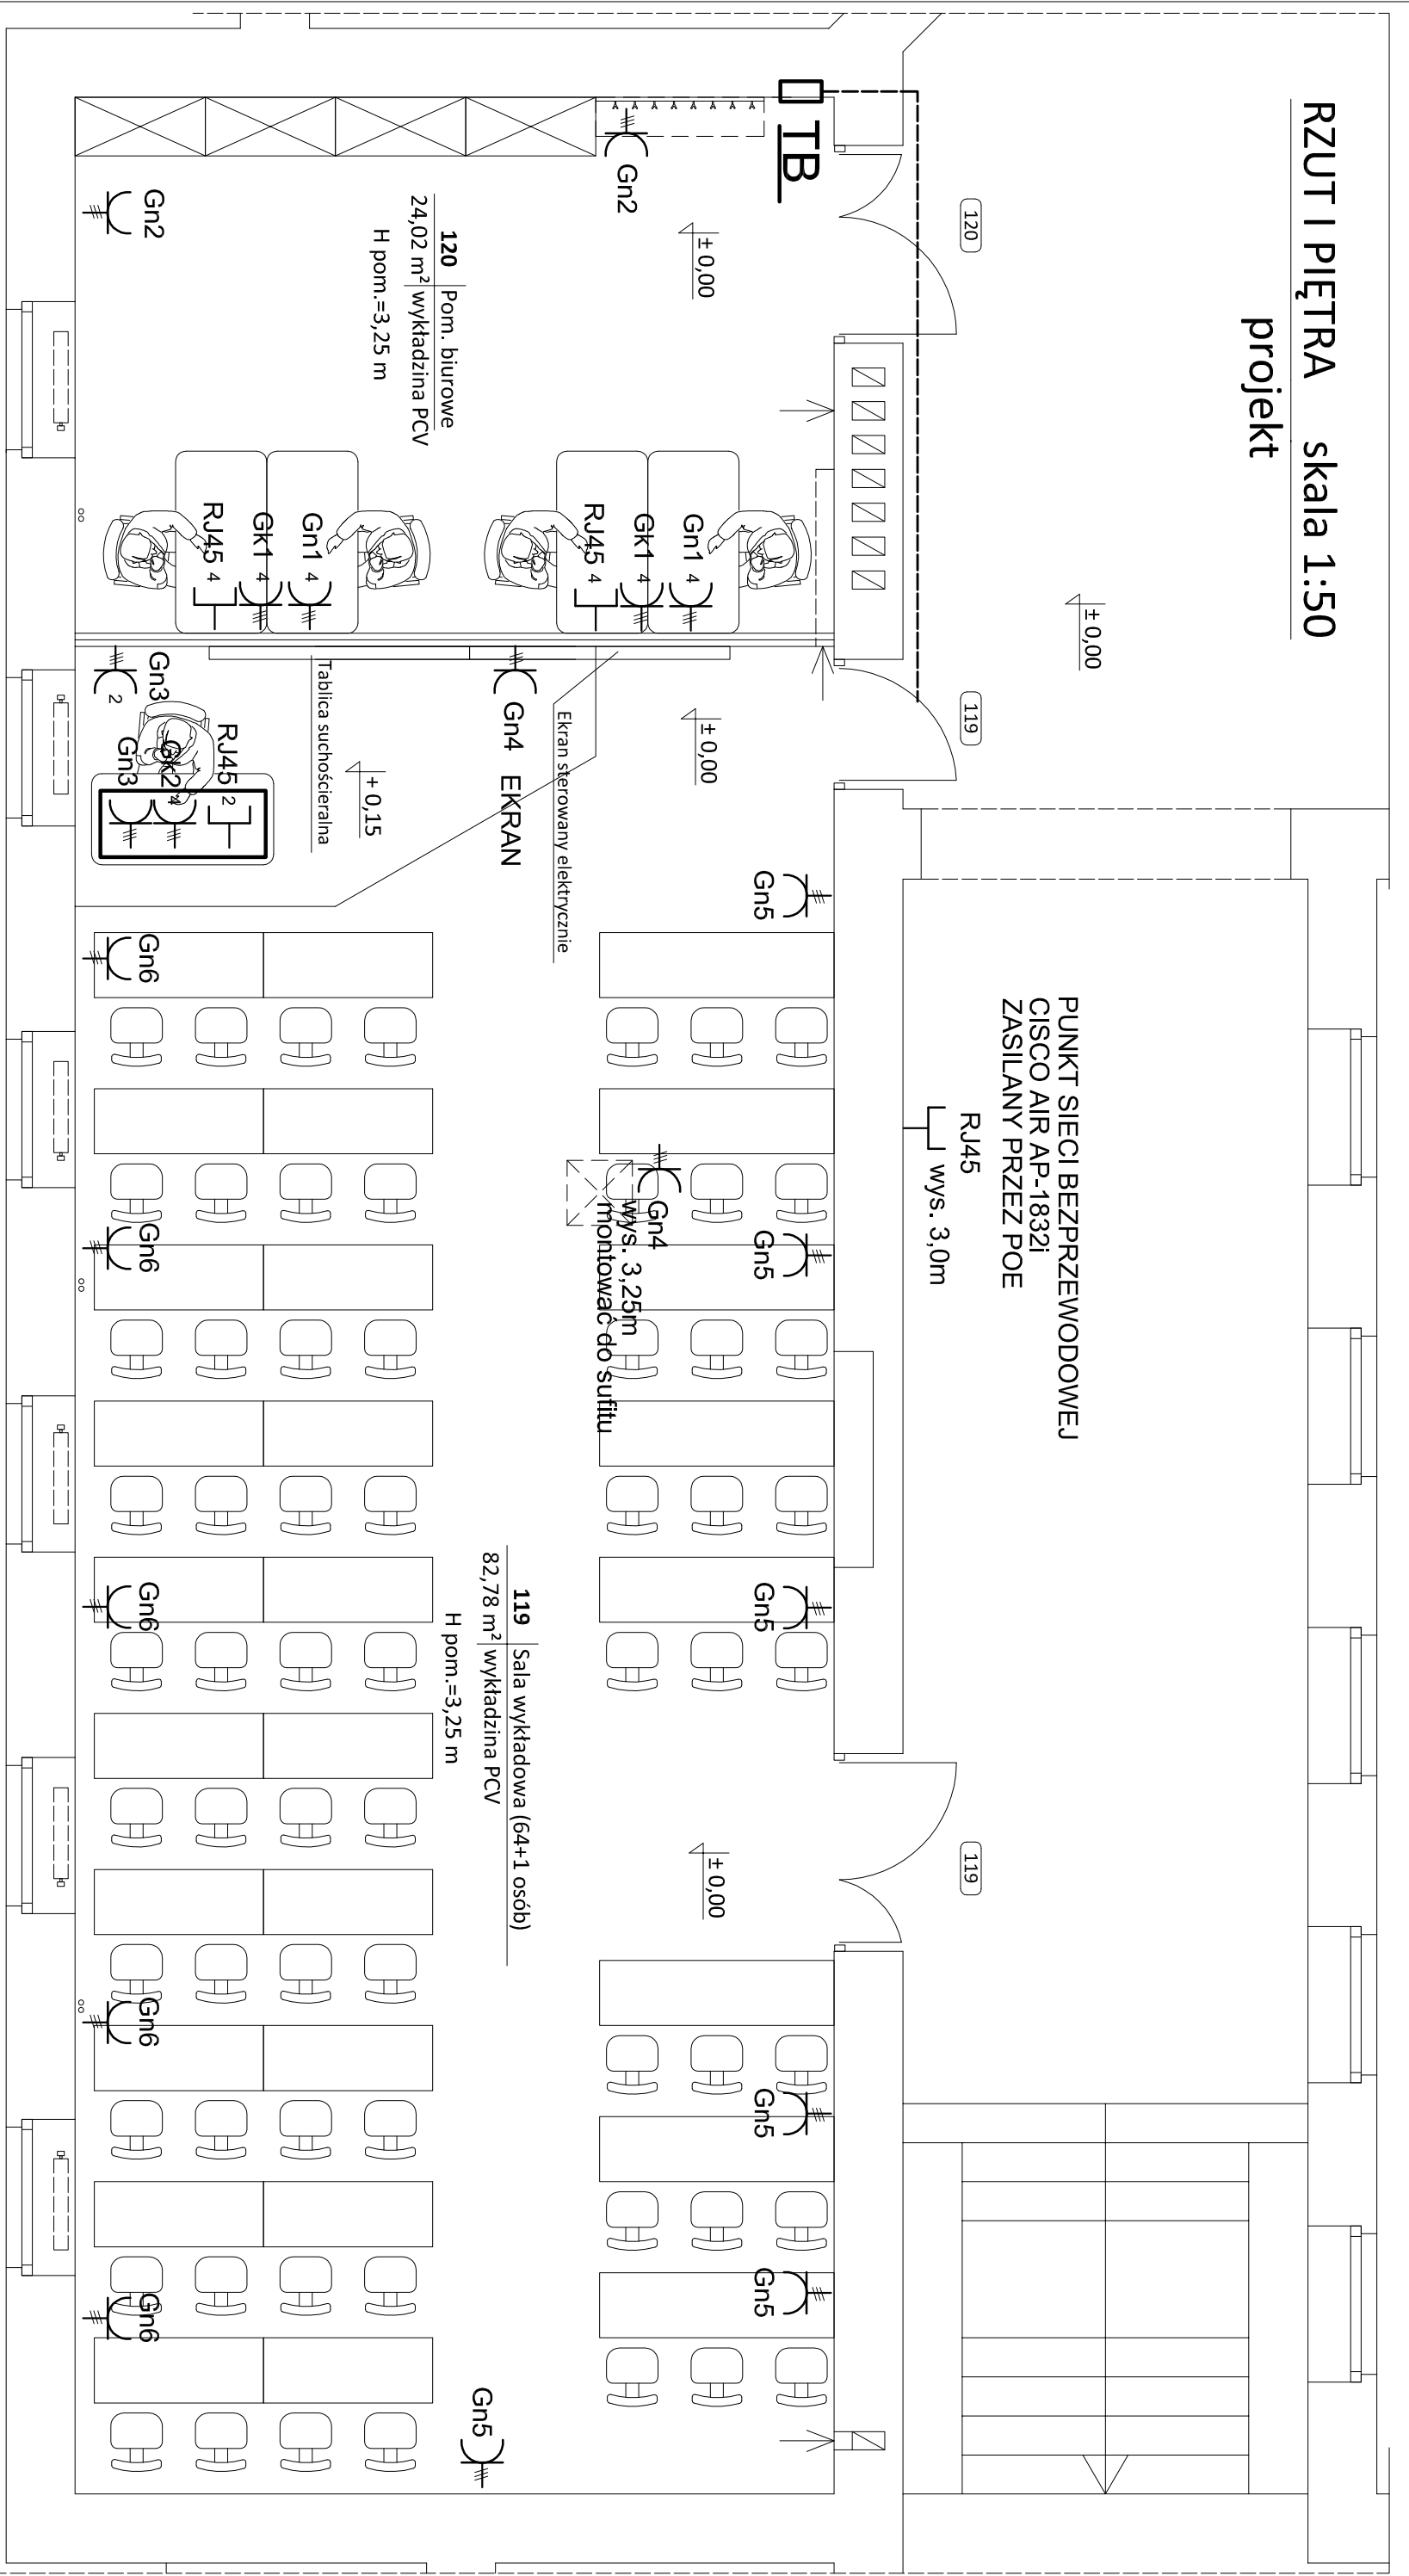 RZUT I PIĘTRA skala 1:50
projekt
TB
120
119
119
± 0,00
± 0,00
± 0,00
± 0,00
+ 0,15
Gn2
Gn2
120 Pom. biurowe
24,02 m² wykładzina PCV
H pom.=3,25 m
Gn1 4
Gk1 4
RJ45 4
Gn1 4
Gk1 4
RJ45 4
Gn3
2
RJ45 2
Gk2 4
Gn3
Tablica suchościeralna
Gn4 EKRAN
Ekran sterowany elektrycznie
PUNKT SIECI BEZPRZEWODOWEJ
CISCO AIR AP-1832i
ZASILANY PRZEZ POE
RJ45
wys. 3,0m
Gn5
Gn5
Gn5
Gn5
Gn5
Gn5
Gn4
wys. 3,25m
montować do sufitu
119 Sala wykładowa (64+1 osób)
82,78 m² wykładzina PCV
H pom.=3,25 m
Gn6
Gn6
Gn6
Gn6
Gn6